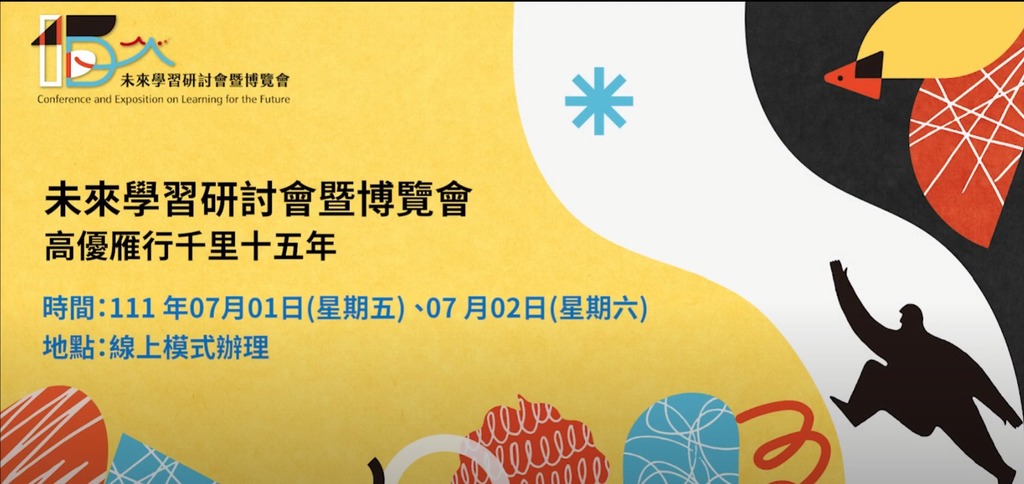 15
未來學習研討會暨博覽會
Conference and Exposition on Learning for the Future
未來學習研討會暨博覽會
高優雁行千里十五年
時間：111 年07月01日(星期五)、07 月02日(星期六)
地點：線上模式辦理